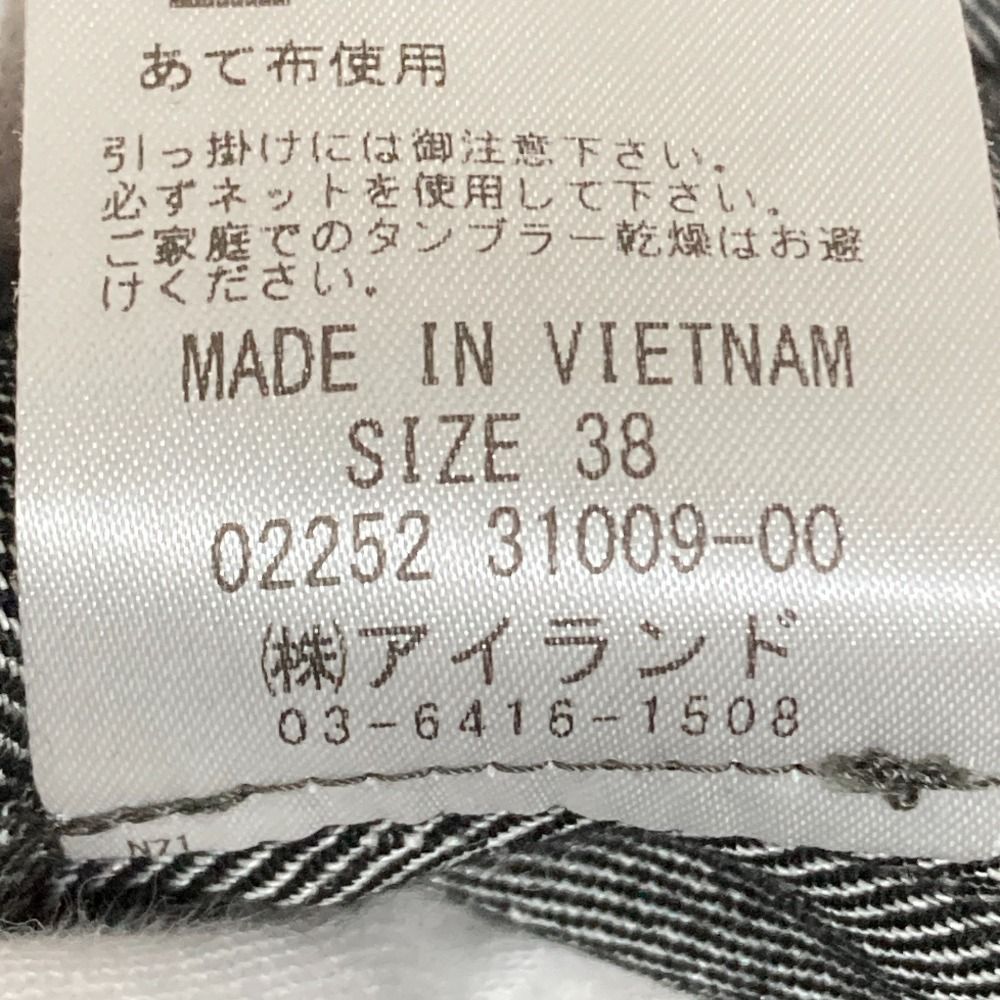 あて布使用
引っ掛けには御注意下さい。
必ずネットを使用して下さい。
ご家庭でのタンブラー乾燥はお避
けください。
MADE IN VIETNAM
SIZE 38
02252 31009-00
㈱アイランド
03-6416-1508
N71